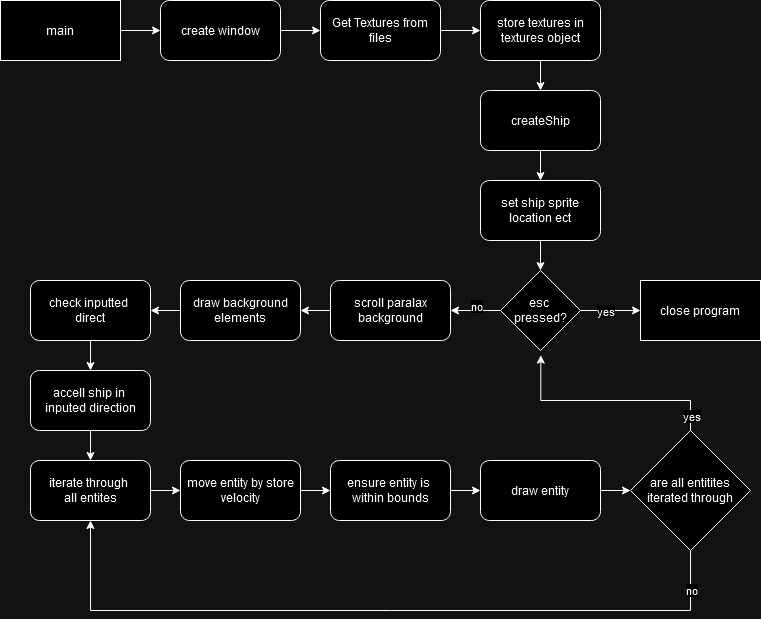 main
create window
Get Textures from
files
store textures in
textures object
createShip
set ship sprite
location ect
esc
pressed?
yes
close program
no
scroll paralax
background
draw background
elements
check inputted
direct
accell ship in
inputed direction
iterate through
all entites
move entity by store
velocity
ensure entity is
within bounds
draw entity
are all entitites
iterated through
yes
no